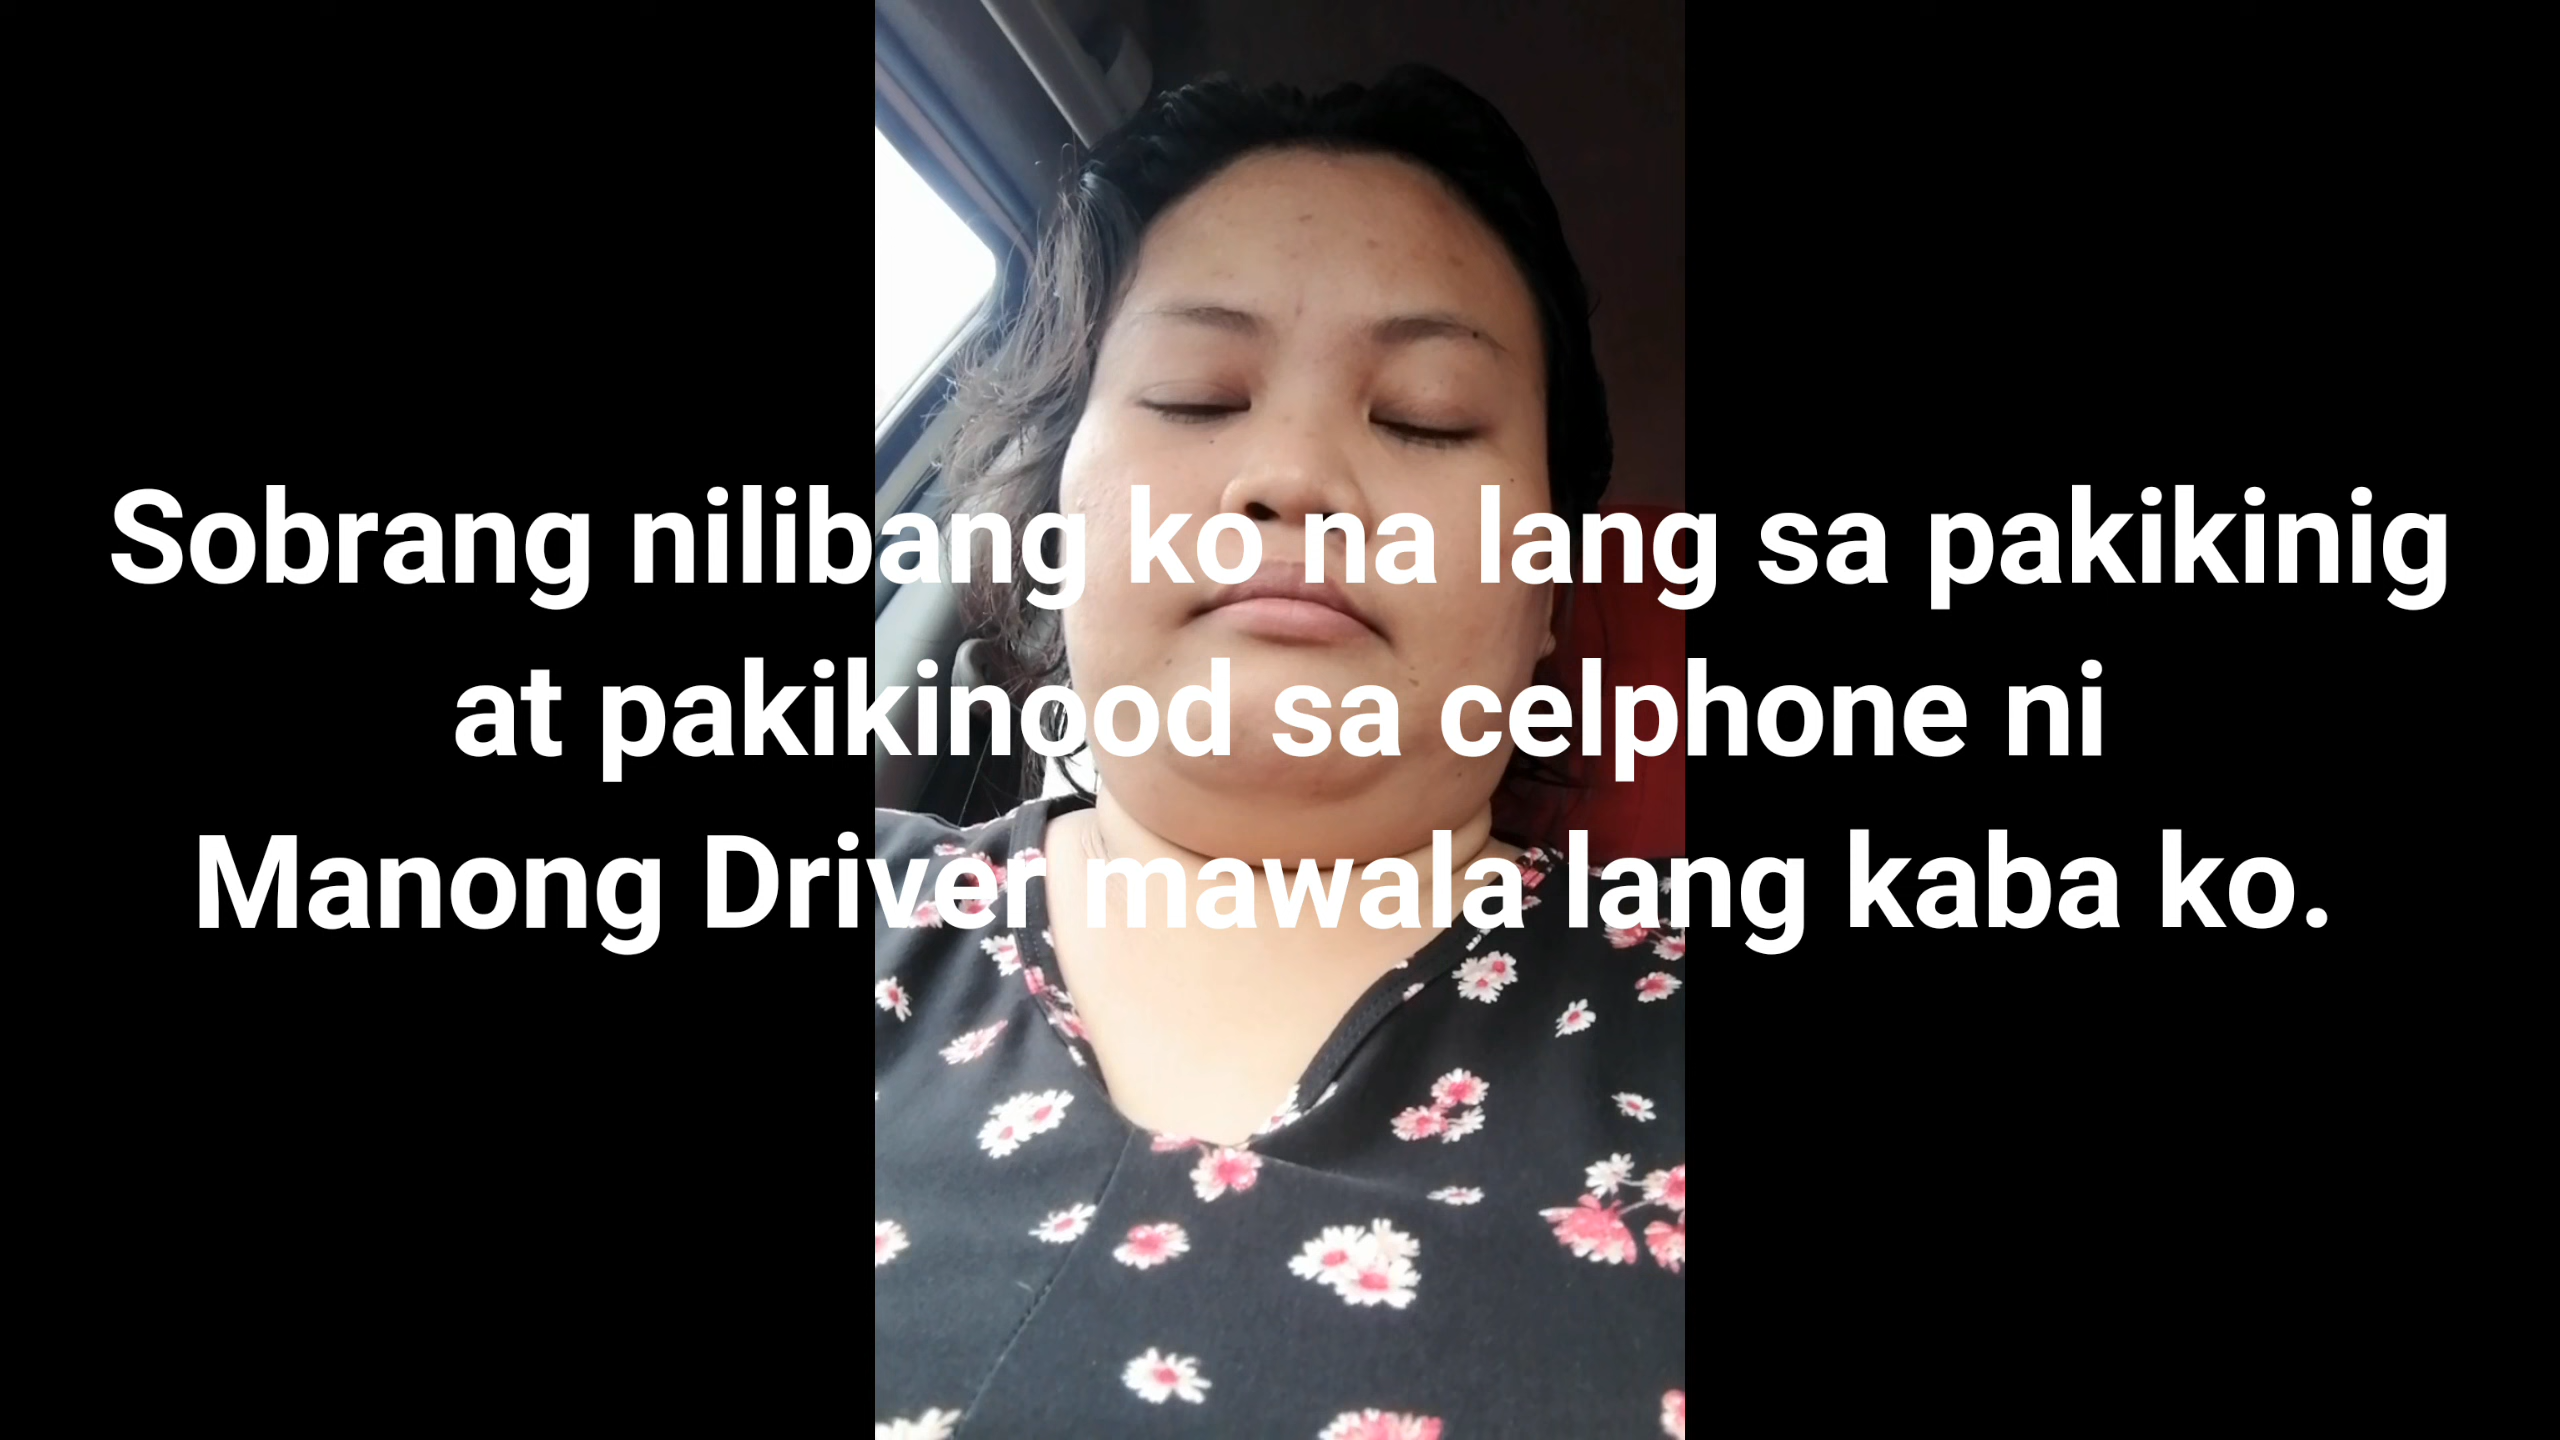 Sobrang nilibang ko na lang sa pakikinig
at pakikinood sa celphone ni
Manong Driver mawala lang kaba ko.